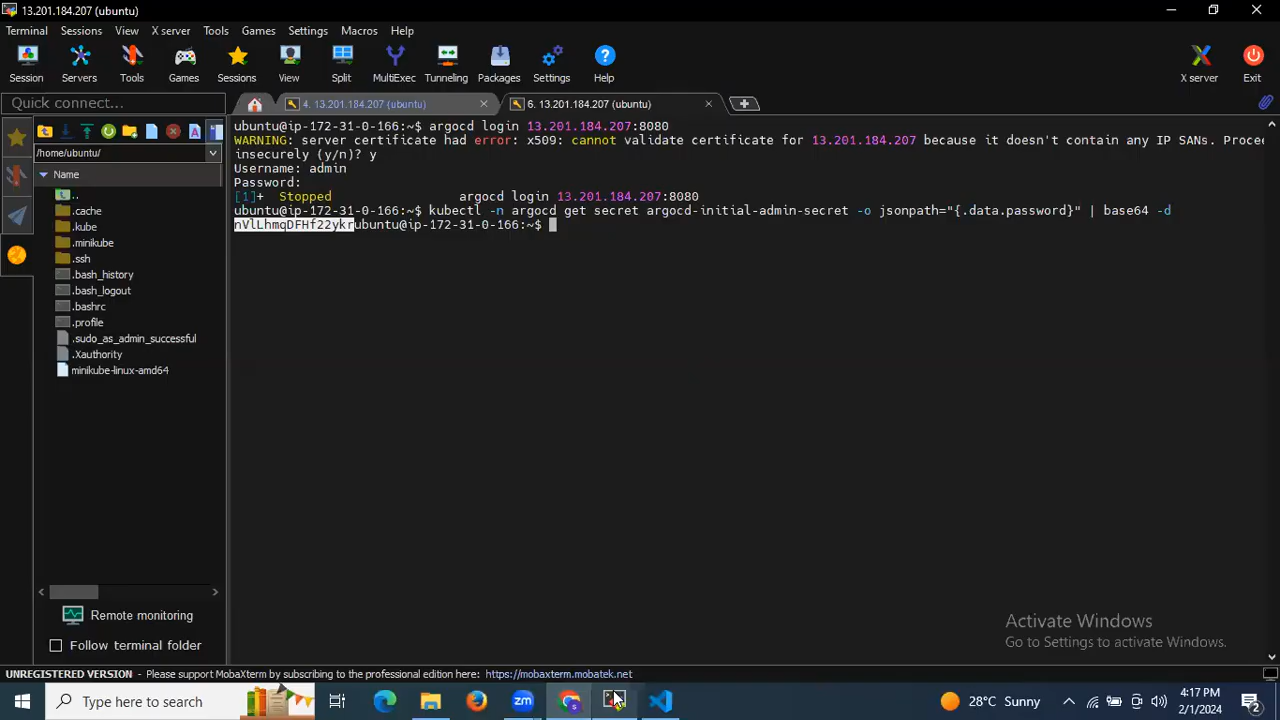 13.201.184.207 (ubuntu)
Terminal Sessions View X server Tools Games Settings Macros Help
Session Servers Tools Games Sessions View Split MultiExec Tunneling Packages Settings Help X server Exit
Quick connect...
4. 13.201.184.207 (ubuntu)
6. 13.201.184.207 (ubuntu)
/home/ubuntu/
Name
..
.cache
.kube
.minikube
.ssh
.bash_history
.bash_logout
.bashrc
.profile
.sudo_as_admin_successful
.Xauthority
minikube-linux-amd64
Remote monitoring
Follow terminal folder
ubuntu@ip-172-31-0-166:~$ argocd login 13.201.184.207:8080
WARNING: server certificate had error: x509: cannot validate certificate for 13.201.184.207 because it doesn't contain any IP SANs. Procee
insecurely (y/n)? y
Username: admin
Password:
[1]+ Stopped argocd login 13.201.184.207:8080
ubuntu@ip-172-31-0-166:~$ kubectl -n argocd get secret argocd-initial-admin-secret -o jsonpath="{.data.password}" | base64 -d
nVlLhmqDFHf22ykrubuntu@ip-172-31-0-166:~$
Activate Windows
Go to Settings to activate Windows.
UNREGISTERED VERSION - Please support MobaXterm by subscribing to the professional edition here: https://mobaxterm.mobatek.net
Type here to search
zm
28°C Sunny
4:17 PM
2/1/2024
2